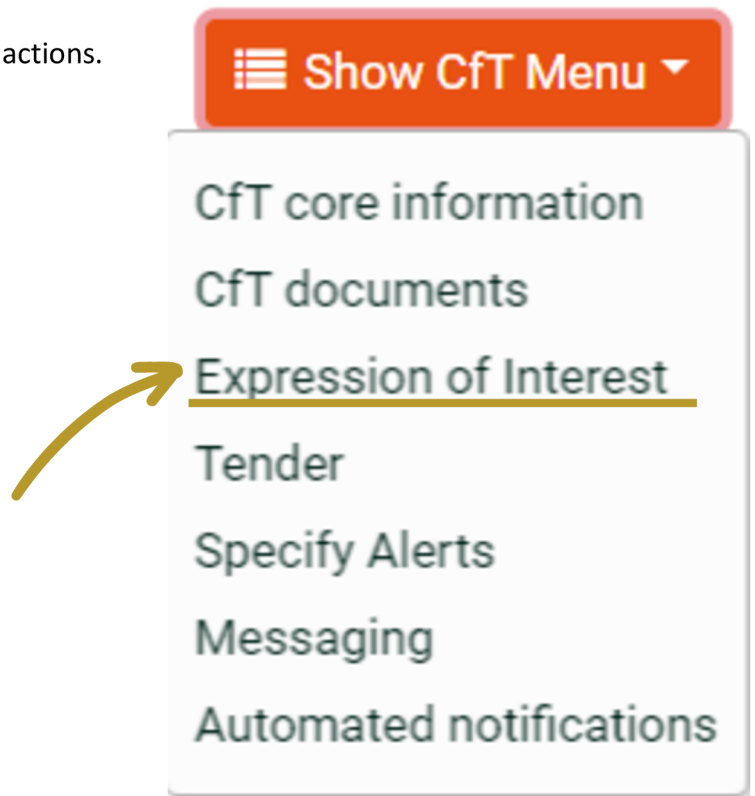 actions.
Show CfT Menu
CfT core information
CfT documents
Expression of Interest
Tender
Specify Alerts
Messaging
Automated notifications